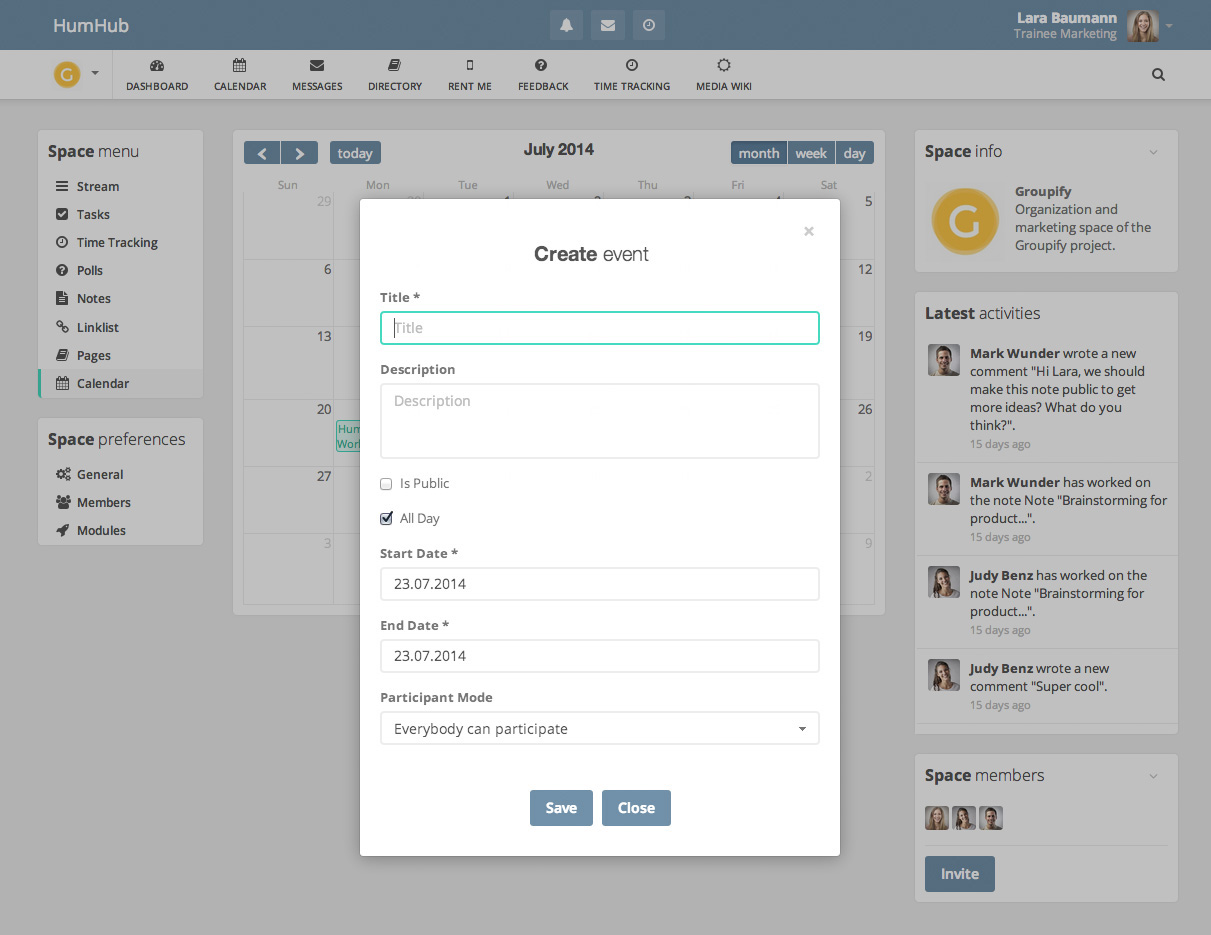 HumHub
Lara Baumann
Trainee Marketing
G
DASHBOARD
CALENDAR
MESSAGES
DIRECTORY
RENT ME
FEEDBACK
TIME TRACKING
MEDIA WIKI
Space menu
Stream
Tasks
Time Tracking
Polls
Notes
Linklist
Pages
Calendar
Space preferences
General
Members
Modules
today
July 2014
month week day
Sun Mon Tue Wed Thu Fri Sat
29 5
6 12
13 19
20 26
Hum
Work
27 2
3 9
×
Create event
Title *
Title
Description
Description
Is Public
All Day
Start Date *
23.07.2014
End Date *
23.07.2014
Participant Mode
Everybody can participate
Save Close
Space info
G
Groupify
Organization and
marketing space of the
Groupify project.
Latest activities
Mark Wunder wrote a new
comment "Hi Lara, we should
make this note public to get
more ideas? What do you
think?".
15 days ago
Mark Wunder has worked on
the note Note "Brainstorming for
product...".
15 days ago
Judy Benz has worked on the
note Note "Brainstorming for
product...".
15 days ago
Judy Benz wrote a new
comment "Super cool".
15 days ago
Space members
Invite